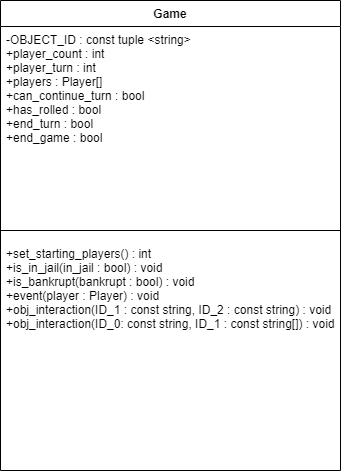 Game
-OBJECT_ID : const tuple <string>
+player_count : int
+player_turn : int
+players : Player[]
+can_continue_turn : bool
+has_rolled : bool
+end_turn : bool
+end_game : bool
+set_starting_players() : int
+is_in_jail(in_jail : bool) : void
+is_bankrupt(bankrupt : bool) : void
+event(player : Player) : void
+obj_interaction(ID_1 : const string, ID_2 : const string) : void
+obj_interaction(ID_0: const string, ID_1 : const string[]) : void